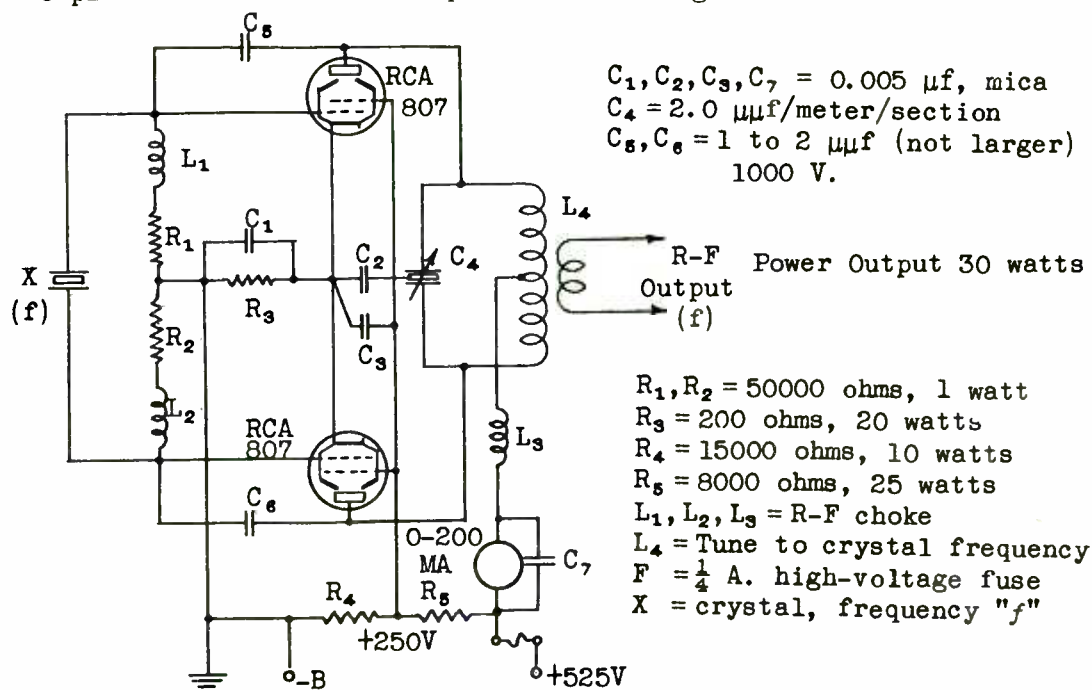 C₅
RCA
807
C₁, C₂, C₃, C₇ = 0.005 μf, mica
C₄ = 2.0 μμf/meter/section
C₅, C₆ = 1 to 2 μμf (not larger)
1000 V.
L₁
L₄
R₁
C₁
C₂
C₄
X
(f)
R₃
C₃
R-F
Output
(f)
Power Output 30 watts
R₂
L₂
RCA
807
L₃
C₆
0-200
MA
C₇
R₁, R₂ = 50000 ohms, 1 watt
R₃ = 200 ohms, 20 watts
R₄ = 15000 ohms, 10 watts
R₅ = 8000 ohms, 25 watts
L₁, L₂, L₃ = R-F choke
L₄ = Tune to crystal frequency
F = ¼ A. high-voltage fuse
X = crystal, frequency "f"
R₄
R₅
+250V
-B
+525V